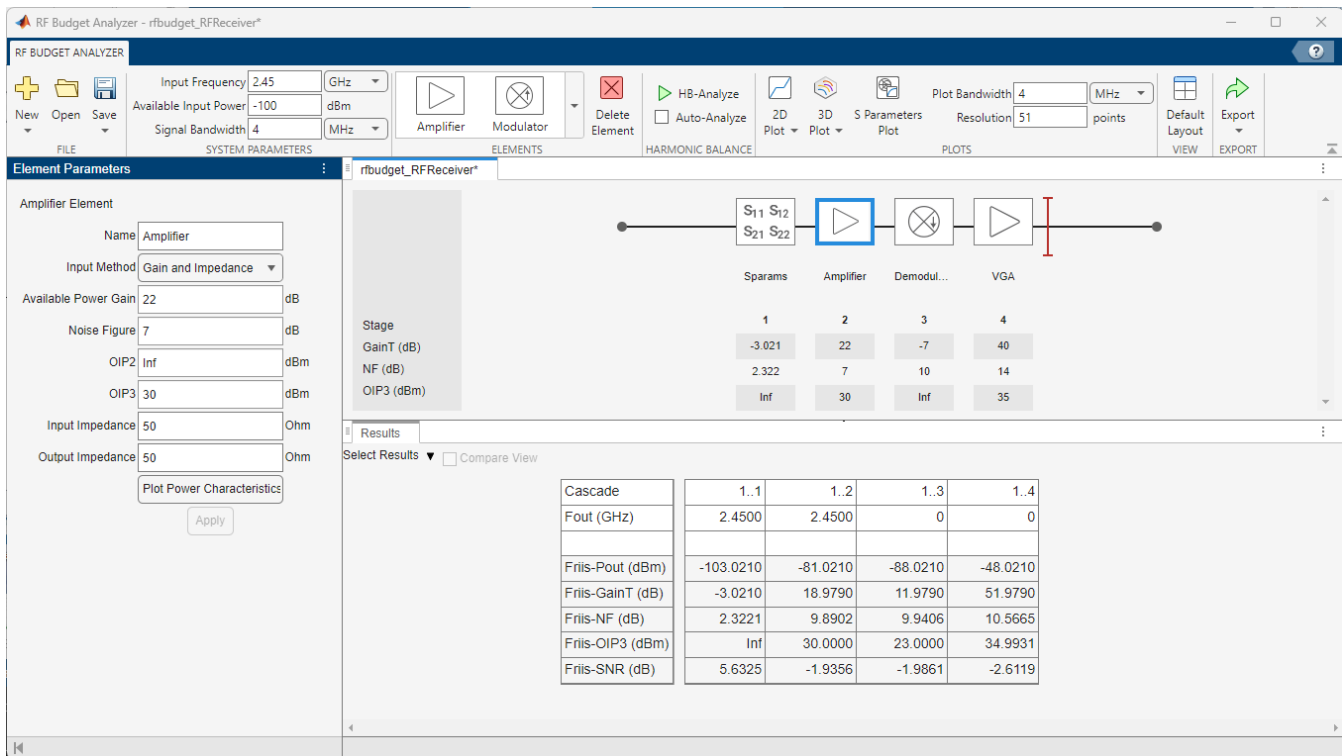 RF Budget Analyzer - rfbudget_RFReceiver*
RF BUDGET ANALYZER
?
New
Open
Save
FILE
Input Frequency 2.45 GHz
Available Input Power -100 dBm
Signal Bandwidth 4 MHz
SYSTEM PARAMETERS
Amplifier
Modulator
Delete Element
ELEMENTS
HB-Analyze
Auto-Analyze
HARMONIC BALANCE
2D Plot
3D Plot
S Parameters Plot
Plot Bandwidth 4 MHz
Resolution 51 points
PLOTS
Default Layout
VIEW
Export
EXPORT
Element Parameters
Amplifier Element
Name Amplifier
Input Method Gain and Impedance
Available Power Gain 22 dB
Noise Figure 7 dB
OIP2 Inf dBm
OIP3 30 dBm
Input Impedance 50 Ohm
Output Impedance 50 Ohm
Plot Power Characteristics
Apply
rfbudget_RFReceiver*
S11 S12
S21 S22
Sparams Amplifier Demodul... VGA
Stage 1 2 3 4
GainT (dB) -3.021 22 -7 40
NF (dB) 2.322 7 10 14
OIP3 (dBm) Inf 30 Inf 35
Results
Select Results Compare View
Cascade 1..1 1..2 1..3 1..4
Fout (GHz) 2.4500 2.4500 0 0
Friis-Pout (dBm) -103.0210 -81.0210 -88.0210 -48.0210
Friis-GainT (dB) -3.0210 18.9790 11.9790 51.9790
Friis-NF (dB) 2.3221 9.8902 9.9406 10.5665
Friis-OIP3 (dBm) Inf 30.0000 23.0000 34.9931
Friis-SNR (dB) 5.6325 -1.9356 -1.9861 -2.6119